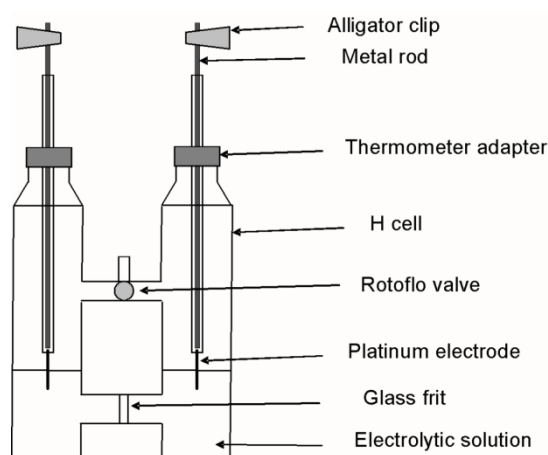 Alligator clip
Metal rod
Thermometer adapter
H cell
Rotoflo valve
Platinum electrode
Glass frit
Electrolytic solution